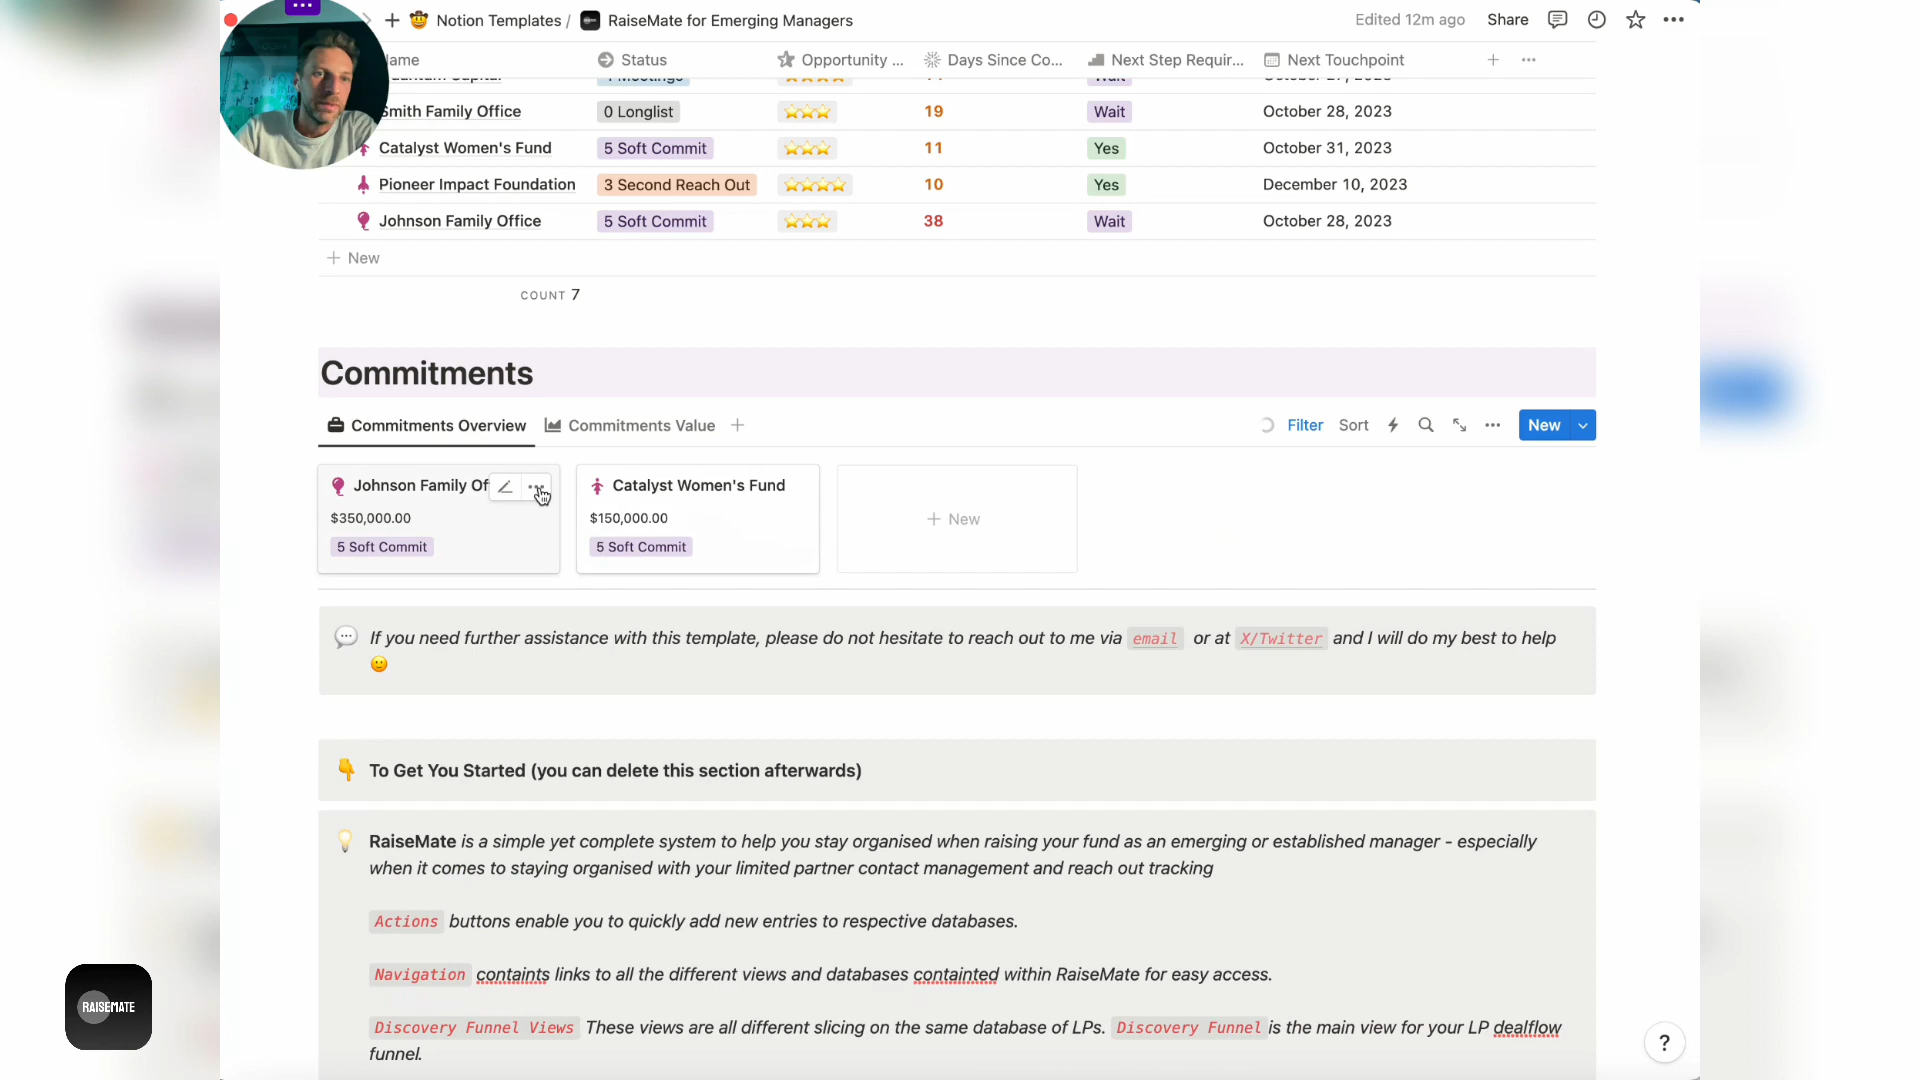 Notion Templates / RaiseMate for Emerging Managers Edited 12m ago Share
ame Status Opportunity ... Days Since Co... Next Step Requir... Next Touchpoint
Smith Family Office 0 Longlist 19 Wait October 28, 2023
Catalyst Women's Fund 5 Soft Commit 11 Yes October 31, 2023
Pioneer Impact Foundation 3 Second Reach Out 10 Yes December 10, 2023
Johnson Family Office 5 Soft Commit 38 Wait October 28, 2023
New
COUNT 7
Commitments
Commitments Overview Commitments Value Filter Sort New
Johnson Family Of Catalyst Women's Fund
$350,000.00 $150,000.00 New
5 Soft Commit 5 Soft Commit
If you need further assistance with this template, please do not hesitate to reach out to me via email or at X/Twitter and I will do my best to help
To Get You Started (you can delete this section afterwards)
RaiseMate is a simple yet complete system to help you stay organised when raising your fund as an emerging or established manager - especially
when it comes to staying organised with your limited partner contact management and reach out tracking
Actions buttons enable you to quickly add new entries to respective databases.
Navigation containts links to all the different views and databases containted within RaiseMate for easy access.
RAISEMATE
Discovery Funnel Views These views are all different slicing on the same database of LPs. Discovery Funnel is the main view for your LP dealflow
funnel.
?